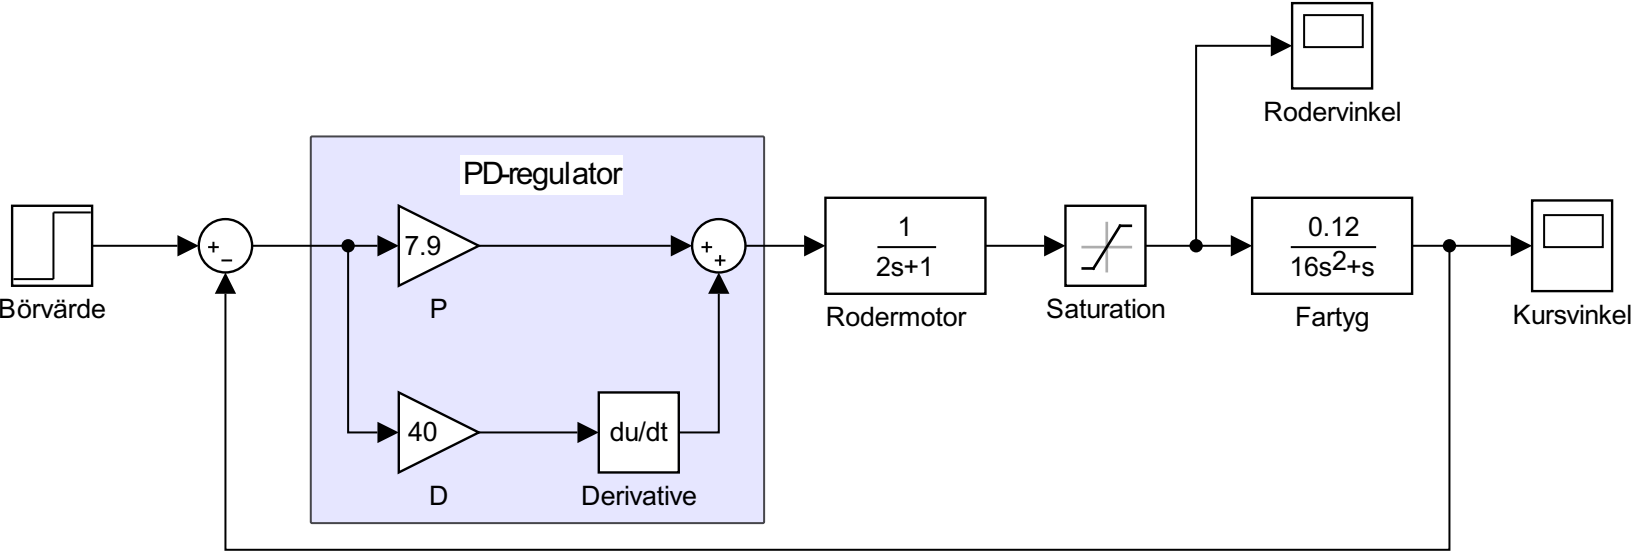 Rodervinkel
PD-regulator
Börvärde
+
−
7.9
P
+
+
1
2s+1
Rodermotor
Saturation
0.12
16s2+s
Fartyg
Kursvinkel
40
D
du/dt
Derivative